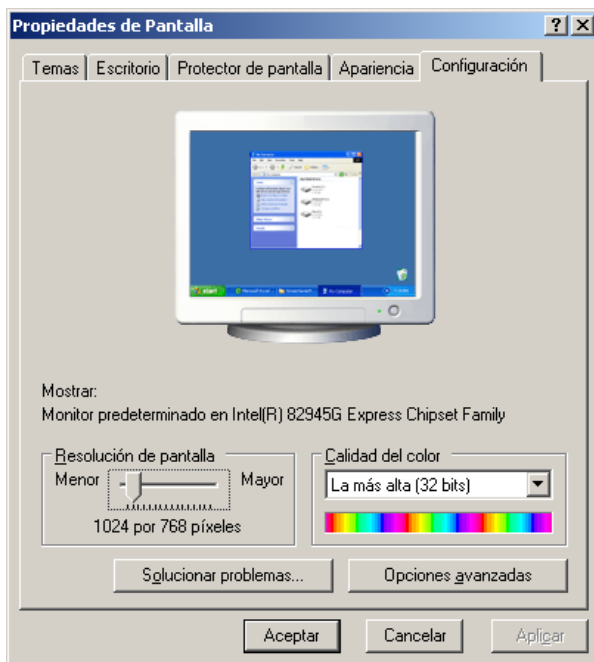 Propiedades de Pantalla
Temas Escritorio Protector de pantalla Apariencia Configuración
start
Mostrar:
Monitor predeterminado en Intel(R) 82945G Express Chipset Family
Resolución de pantalla
Menor Mayor
1024 por 768 píxeles
Calidad del color
La más alta (32 bits)
Solucionar problemas... Opciones avanzadas
Aceptar Cancelar Aplicar